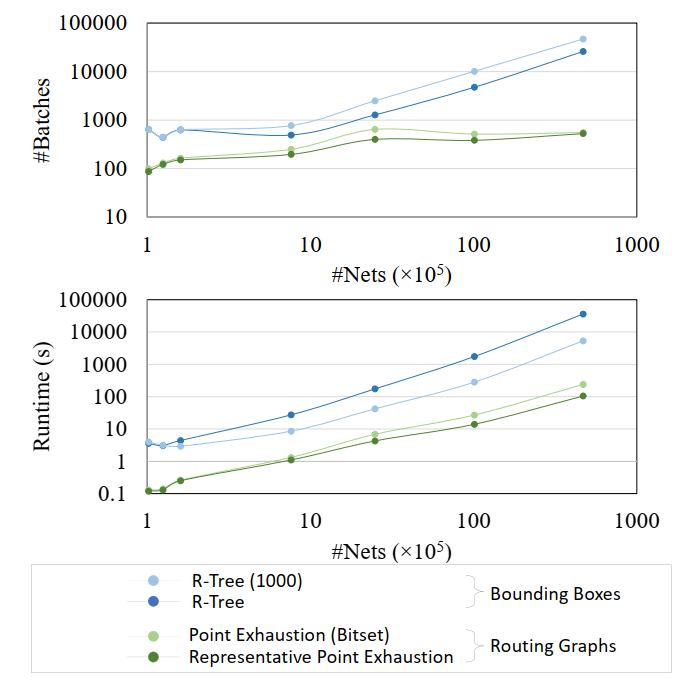 100000
10000
1000
100
10
#Batches
1 10 100 1000
#Nets (×10⁵)
100000
10000
1000
100
10
1
0.1
Runtime (s)
1 10 100 1000
#Nets (×10⁵)
R-Tree (1000)
R-Tree
Bounding Boxes
Point Exhaustion (Bitset)
Representative Point Exhaustion
Routing Graphs